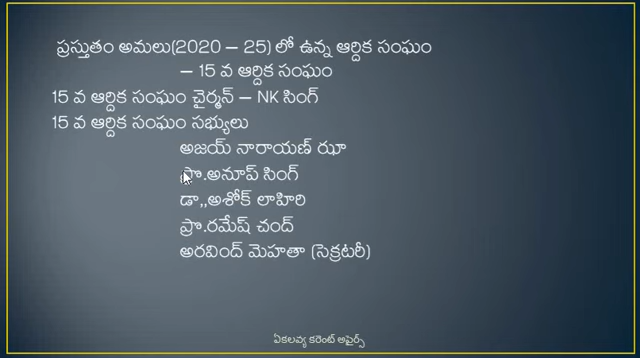 ప్రస్తుతం అమలు(2020 – 25) లో ఉన్న ఆర్దిక సంఘం
– 15 వ ఆర్దిక సంఘం
15 వ ఆర్దిక సంఘం చైర్మన్ – NK సింగ్
15 వ ఆర్దిక సంఘం సభ్యులు
అజయ్ నారాయణ్ ఝా
ప్రొ.అనూప్ సింగ్
డా,,అశోక్ లాహిరి
ప్రొ.రమేష్ చంద్
అరవింద్ మెహతా (సెక్రటరీ)
ఏకలవ్య కరెంట్ అఫైర్స్